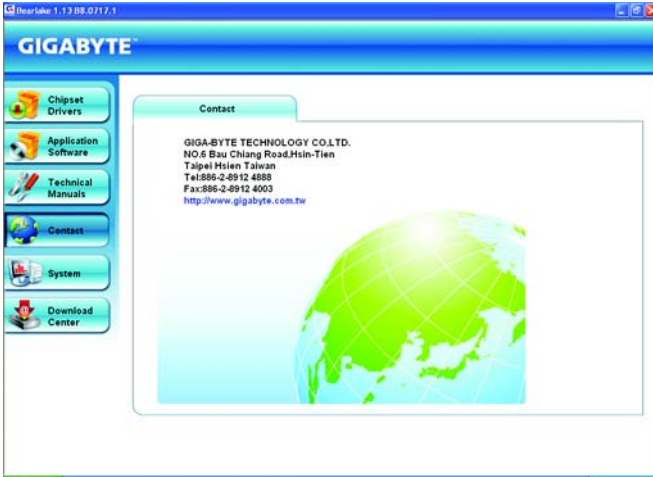 Bearlake 1.13 B8.0717.1
GIGABYTE™
Chipset
Drivers
Application
Software
Technical
Manuals
Contact
System
Download
Center
Contact
GIGA-BYTE TECHNOLOGY CO,LTD.
NO.6 Bau Chiang Road,Hsin-Tien
Taipei Hsien Taiwan
Tel:886-2-8912 4888
Fax:886-2-8912 4003
http://www.gigabyte.com.tw